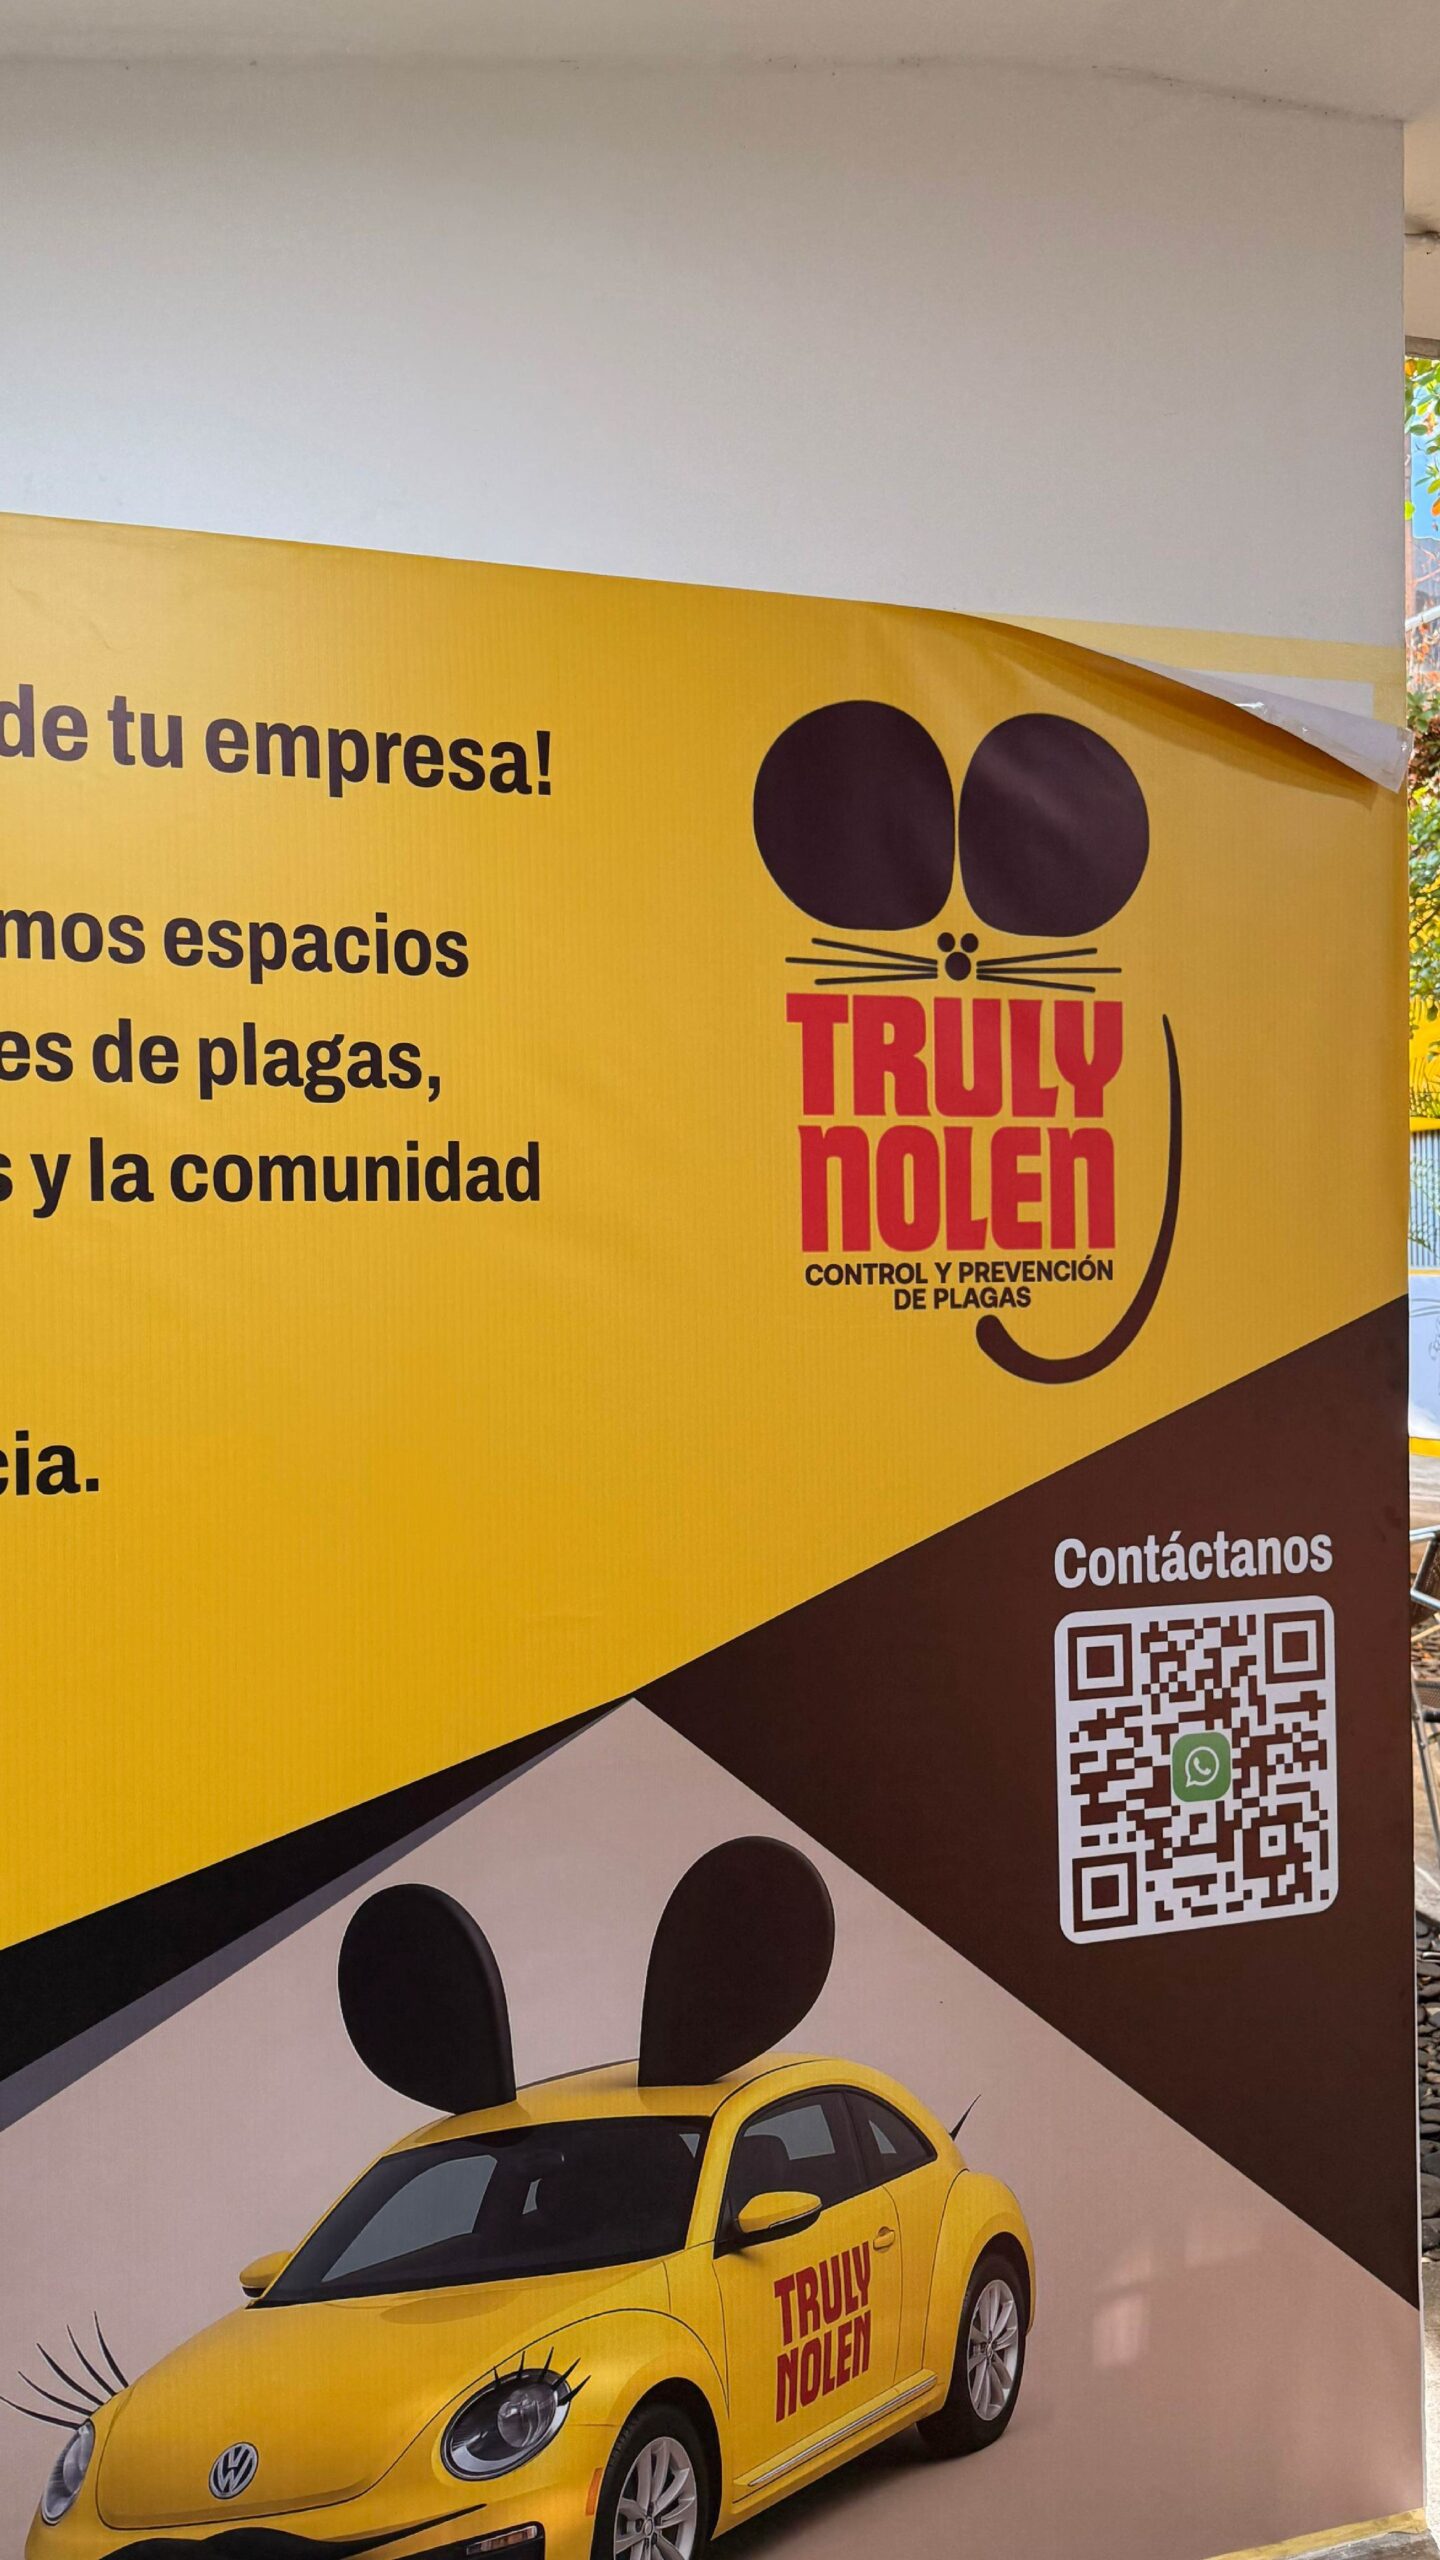 de tu empresa!
mos espacios
es de plagas,
s y la comunidad
cia.
TRULY
NOLEN
CONTROL Y PREVENCIÓN
DE PLAGAS
Contáctanos
TRULY
NOLEN